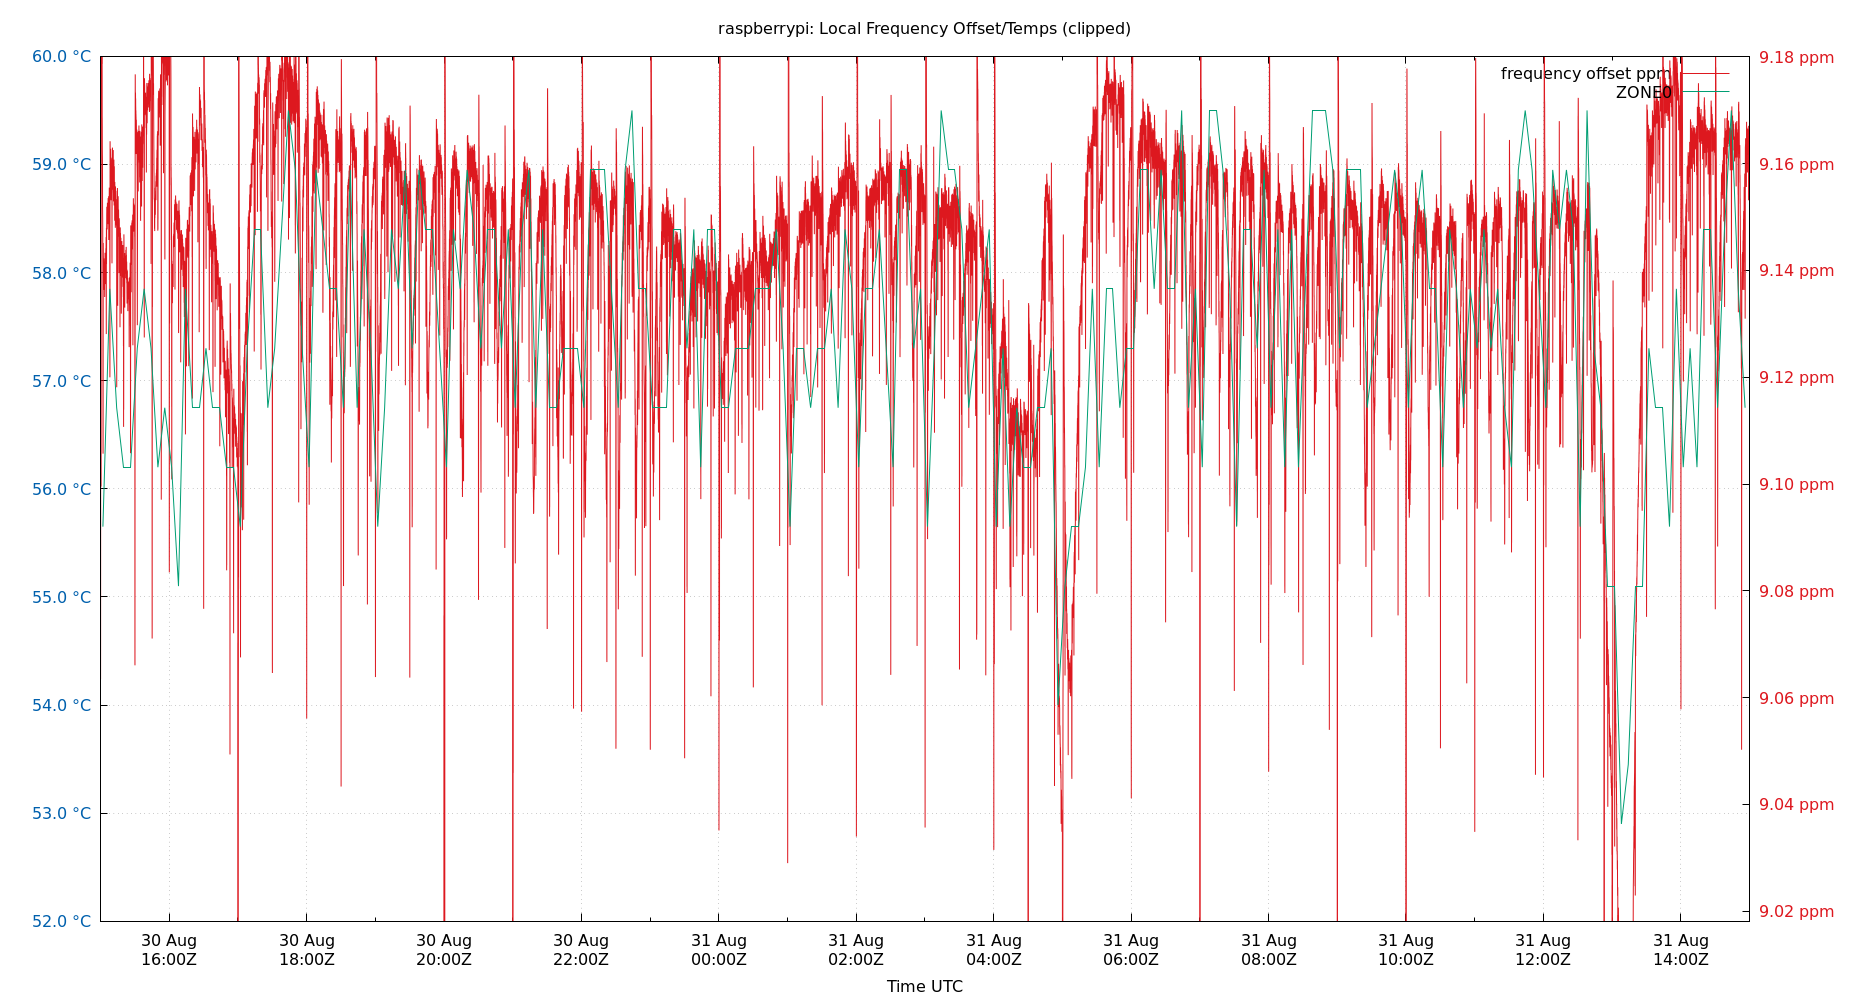 raspberrypi: Local Frequency Offset/Temps (clipped)
60.0 °C
59.0 °C
58.0 °C
57.0 °C
56.0 °C
55.0 °C
54.0 °C
53.0 °C
52.0 °C
9.18 ppm
9.16 ppm
9.14 ppm
9.12 ppm
9.10 ppm
9.08 ppm
9.06 ppm
9.04 ppm
9.02 ppm
frequency offset ppm
ZONE0
30 Aug 30 Aug 30 Aug 30 Aug 31 Aug 31 Aug 31 Aug 31 Aug 31 Aug 31 Aug 31 Aug 31 Aug
16:00Z 18:00Z 20:00Z 22:00Z 00:00Z 02:00Z 04:00Z 06:00Z 08:00Z 10:00Z 12:00Z 14:00Z
Time UTC